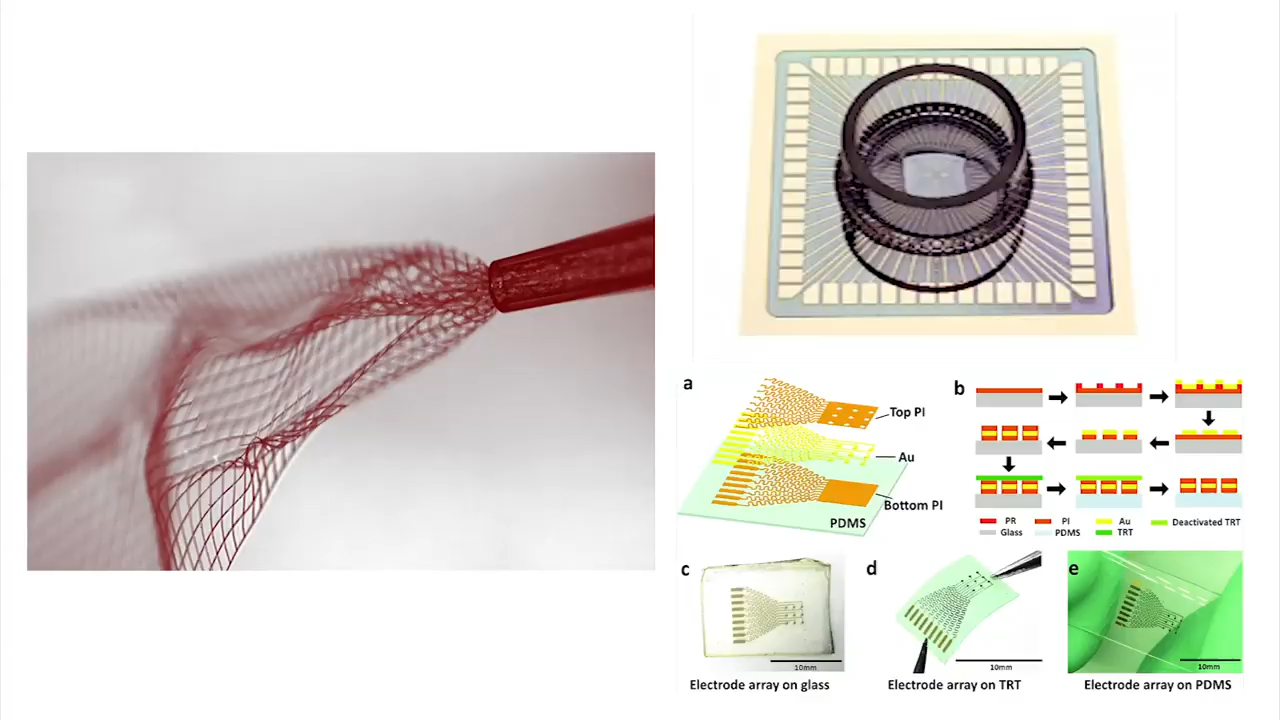 a
Top PI
Au
Bottom PI
PDMS
b
PR
PI
Au
Deactivated TRT
Glass
PDMS
TRT
c
10mm
Electrode array on glass
d
10mm
Electrode array on TRT
e
10mm
Electrode array on PDMS